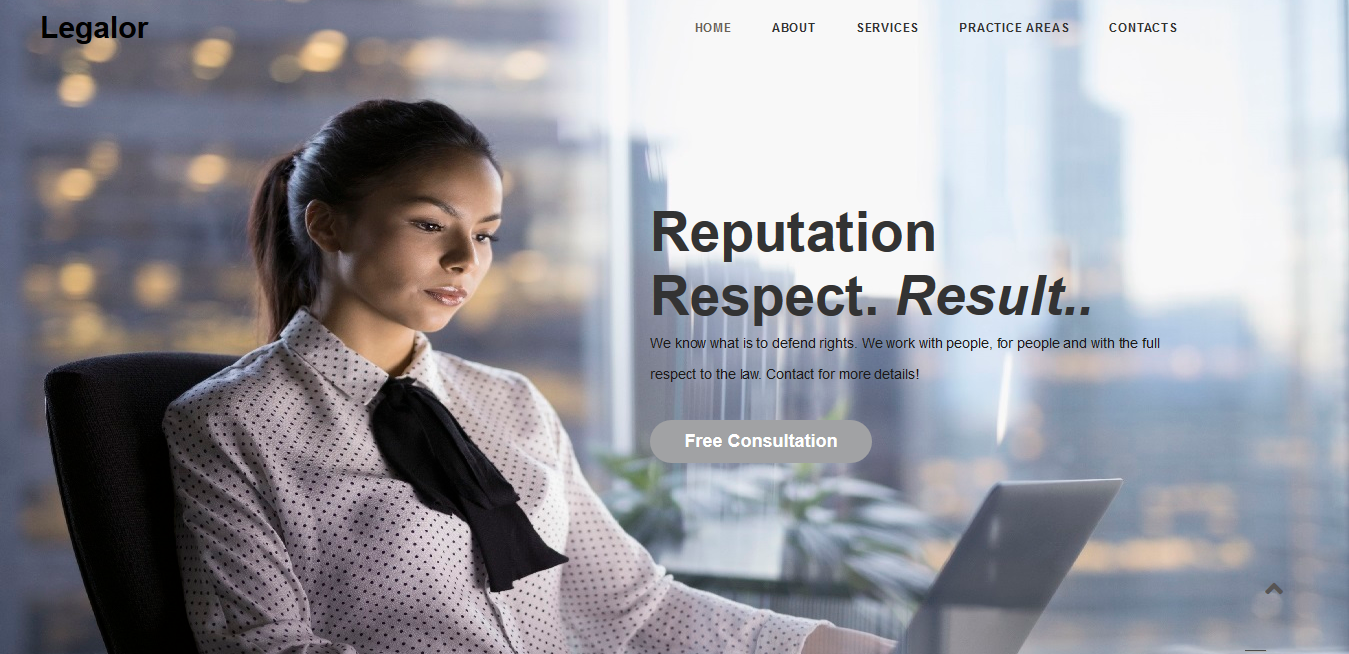 Legalor
HOME ABOUT SERVICES PRACTICE AREAS CONTACTS
Reputation
Respect. Result..
We know what is to defend rights. We work with people, for people and with the full
respect to the law. Contact for more details!
Free Consultation